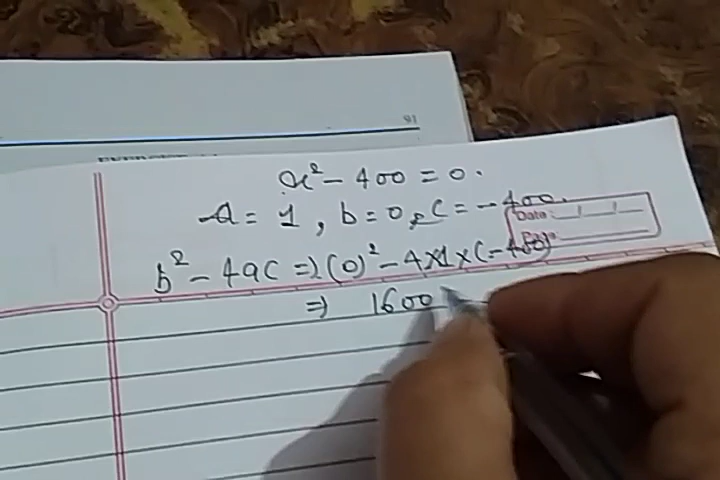 91
x² - 400 = 0.
a = 1, b = 0, c = -400.
Date:
b² - 4ac ⇒ (0)² - 4×1×(-400)
⇒ 1600